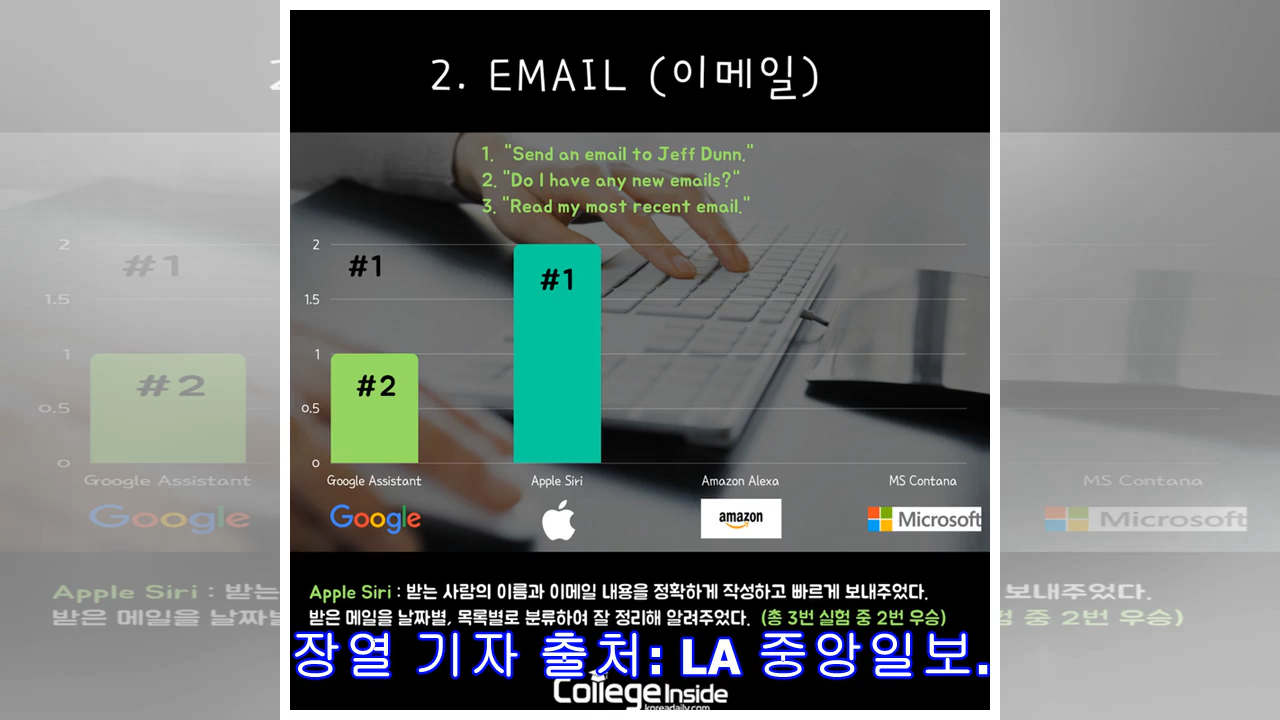 2. EMAIL (이메일)
1. "Send an email to Jeff Dunn."
2. "Do I have any new emails?"
3. "Read my most recent email."
2
1.5
1
0.5
0
#1
#2
#1
Google Assistant
Apple Siri
Amazon Alexa
MS Contana
Google
amazon
Microsoft
Apple Siri : 받는 사람의 이름과 이메일 내용을 정확하게 작성하고 빠르게 보내주었다.
받은 메일을 날짜별, 목록별로 분류하여 잘 정리해 알려주었다. (총 3번 실험 중 2번 우승)
장열 기자 출처: LA 중앙일보.
College Inside
koreadaily.com